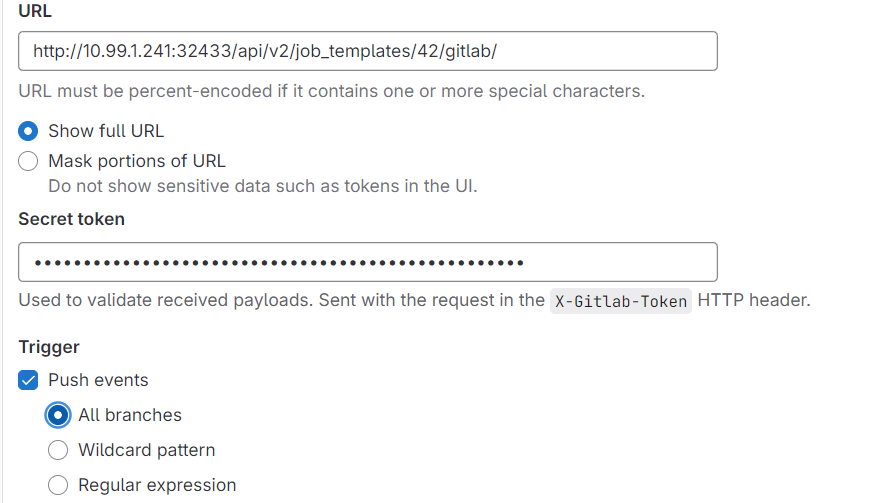 URL
http://10.99.1.241:32433/api/v2/job_templates/42/gitlab/
URL must be percent-encoded if it contains one or more special characters.
Show full URL
Mask portions of URL
Do not show sensitive data such as tokens in the UI.
Secret token
••••••••••••••••••••••••••••••••••••••••••••••••••
Used to validate received payloads. Sent with the request in the X-Gitlab-Token HTTP header.
Trigger
Push events
All branches
Wildcard pattern
Regular expression